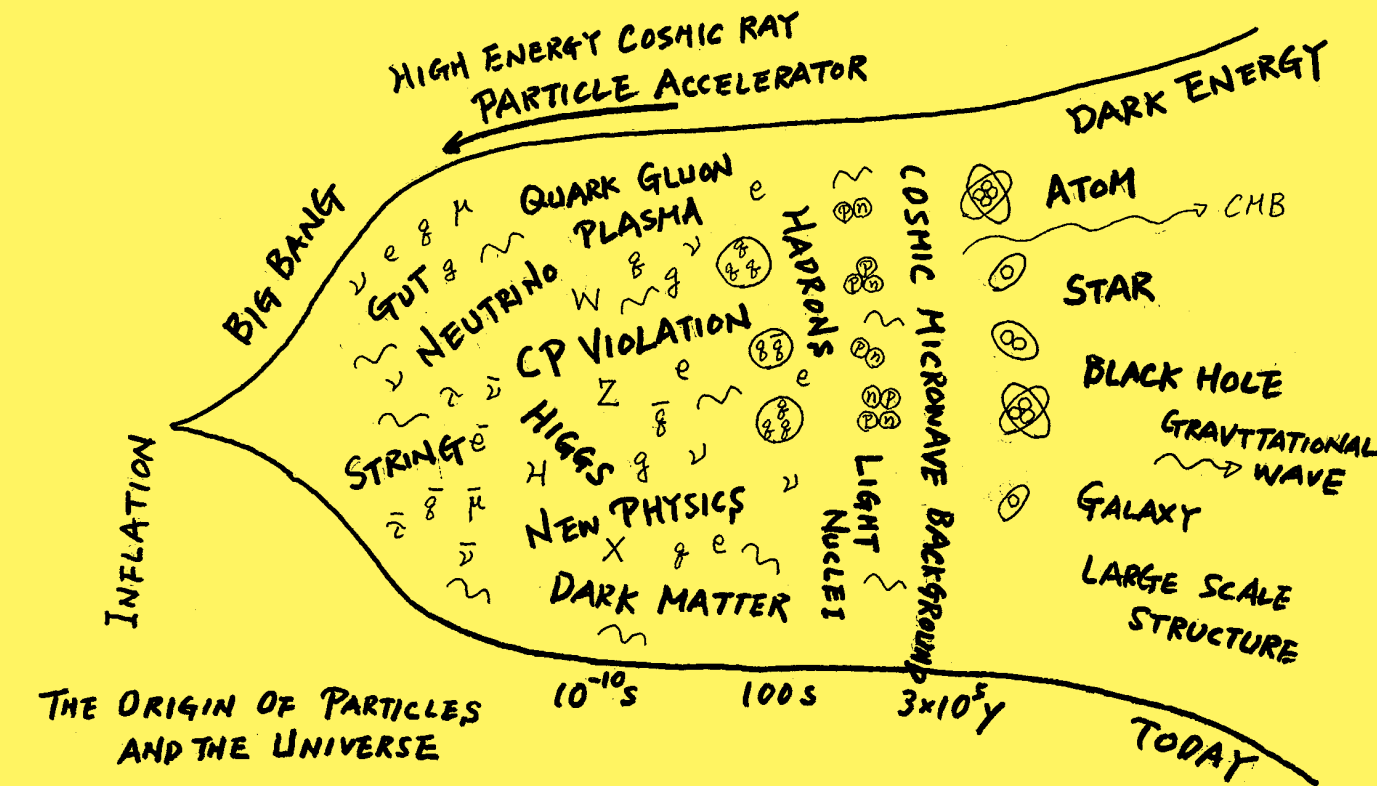 HIGH ENERGY COSMIC RAY
PARTICLE ACCELERATOR
DARK ENERGY
BIG BANG
INFLATION
ν e q μ
GUT g
NEUTRINO
QUARK GLUON
PLASMA
e
q ν
W g
q
q q
HADRONS
p n
p
p n
p n
n p
p n
CP VIOLATION
ν τ ν̄
Z e
q q̄
e
q̄
q
q q
STRING ē
HIGGS
H g ν
ν
τ̄ q̄ μ̄
ν̄
NEW PHYSICS
X q e
DARK MATTER
LIGHT
NUCLEI
COSMIC MICROWAVE BACKGROUND
ATOM
CMB
STAR
BLACK HOLE
GRAVTTATIONAL
WAVE
GALAXY
LARGE SCALE
STRUCTURE
10⁻¹⁰s 100s 3×10⁵y
TODAY
THE ORIGIN OF PARTICLES
AND THE UNIVERSE